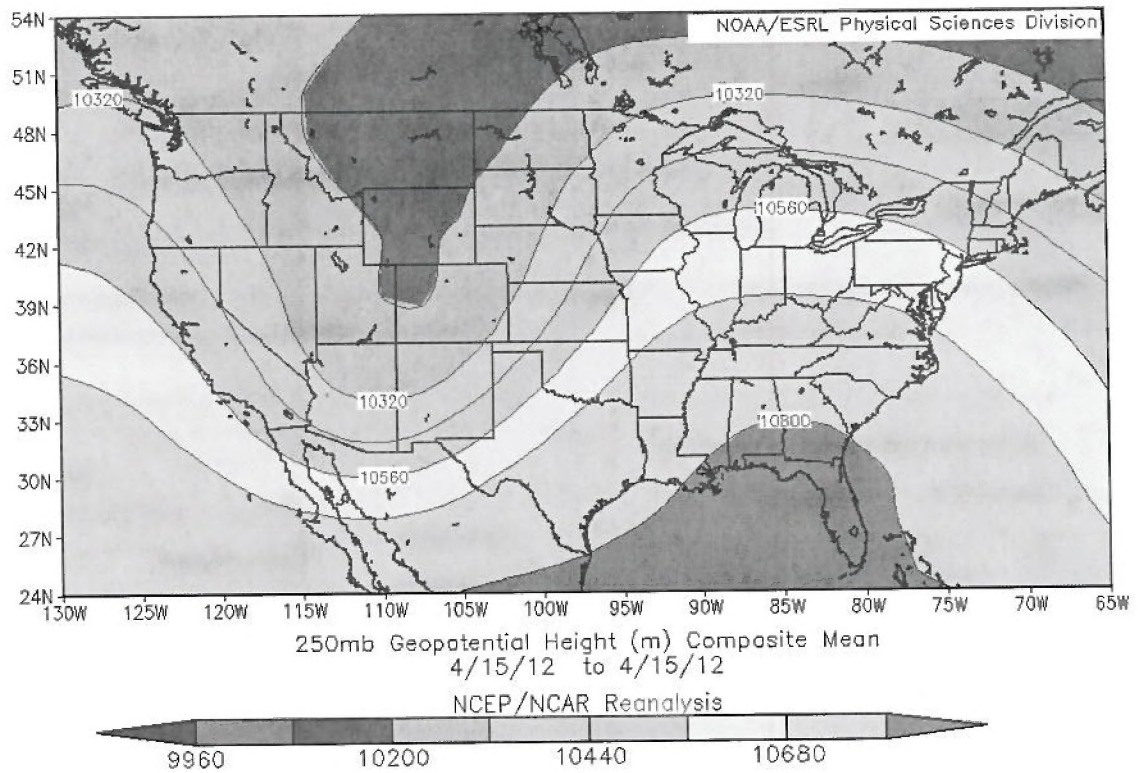 NOAA/ESRL Physical Sciences Division
54N
51N
48N
45N
42N
39N
36N
33N
30N
27N
24N
10320
10320
10560
10320
10800
10560
130W 125W 120W 115W 110W 105W 100W 95W 90W 85W 80W 75W 70W 65W
250mb Geopotential Height (m) Composite Mean
4/15/12 to 4/15/12
NCEP/NCAR Reanalysis
9960 10200 10440 10680